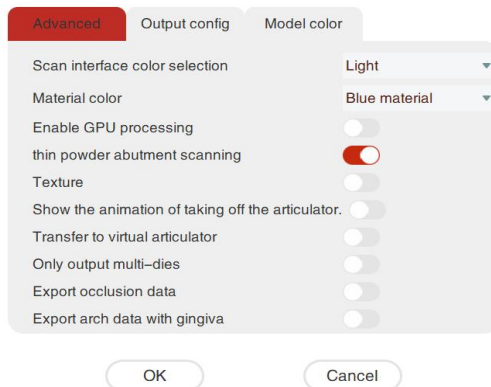 Advanced Output config Model color
Scan interface color selection Light
Material color Blue material
Enable GPU processing
thin powder abutment scanning
Texture
Show the animation of taking off the articulator.
Transfer to virtual articulator
Only output multi–dies
Export occlusion data
Export arch data with gingiva
OK Cancel